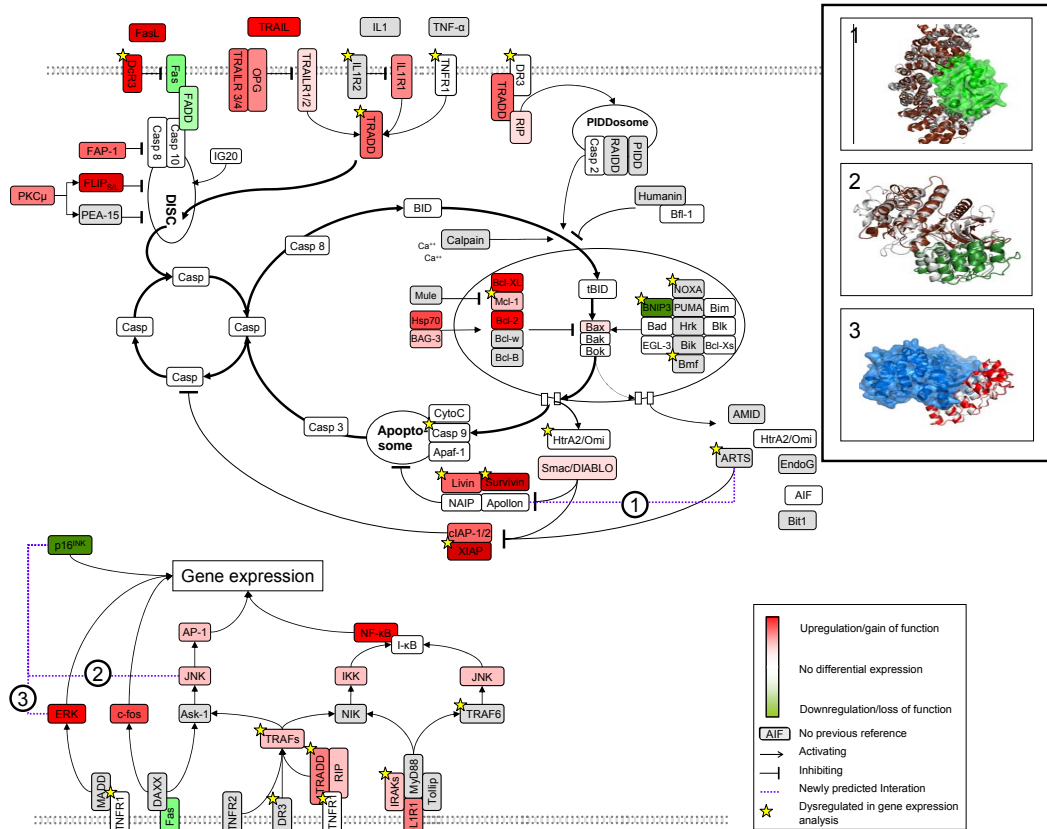 FasL
TRAIL
IL1
TNF-α
DcR3
Fas
FADD
TRAILR 3/4
OPG
TRAILR1/2
IL1R2
IL1R1
TNFR1
DR3
TRADD
RIP
TRADD
PIDDosome
Casp 2
RAIDD
PIDD
Casp 8
Casp 10
IG20
FAP-1
PKCµ
PEA-15
DISC
Humanin
Bfl-1
BID
Casp 8
Ca⁺⁺
Ca⁺⁺
Calpain
Casp
Casp
Casp
Casp
tBID
Mule
Bcl-XL
Mcl-1
Hsp70
BAG-3
Bcl-2
Bcl-w
Bcl-B
Bax
Bak
Bok
NOXA
BNIP3
PUMA
Bim
Bad
Hrk
Blk
EGL-3
Bik
Bcl-Xs
Bmf
Casp 3
Apopto
some
CytoC
Casp 9
Apaf-1
HtrA2/Omi
Smac/DIABLO
AMID
HtrA2/Omi
ARTS
EndoG
AIF
Bit1
Livin
Survivin
NAIP
Apollon
1
cIAP-1/2
XIAP
p16INK
Gene expression
AP-1
NF-kB
I-κB
2
JNK
IKK
JNK
3
ERK
c-fos
Ask-1
NIK
TRAF6
TRAFs
MADD
TNFR1
DAXX
Fas
TNFR2
DR3
TRADD
RIP
TNFR1
IRAKs
MyD88
Tollip
1
2
3
Upregulation/gain of function
No differential expression
Downregulation/loss of function
AIF No previous reference
Activating
Inhibiting
Newly predicted Interation
Dysregulated in gene expression
analysis